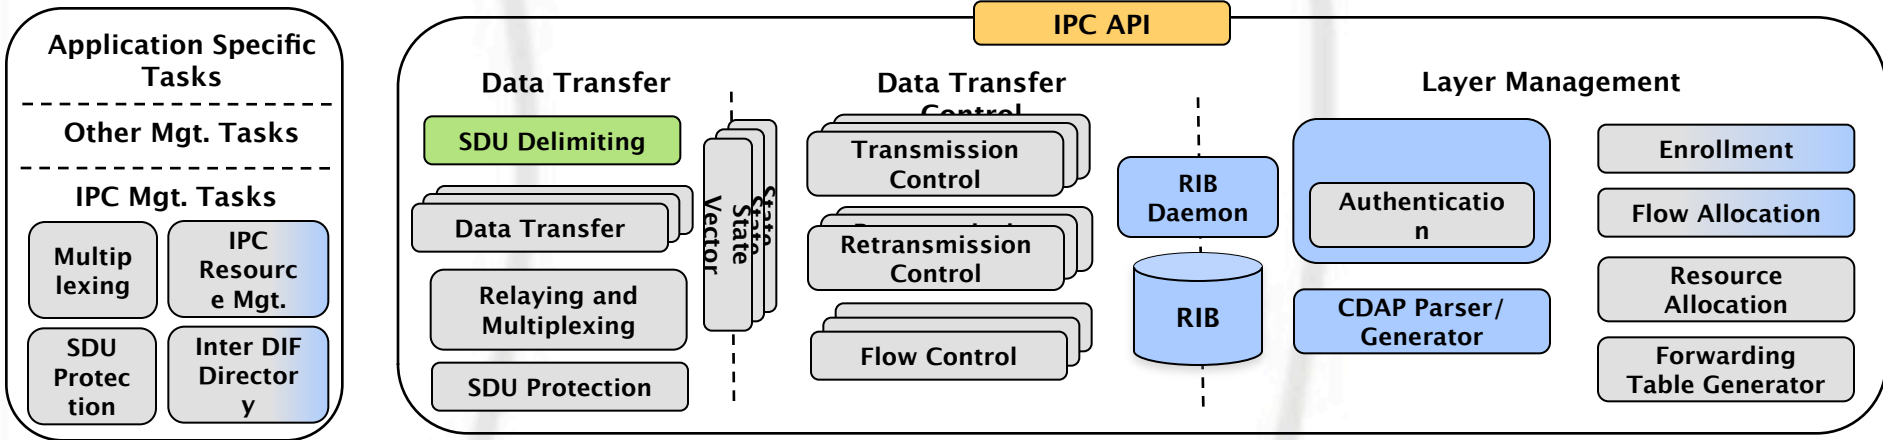 Application Specific
Tasks
Other Mgt. Tasks
IPC Mgt. Tasks
Multip
lexing
IPC
Resourc
e Mgt.
SDU
Protec
tion
Inter DIF
Director
y
IPC API
Data Transfer
SDU Delimiting
Data Transfer
Relaying and
Multiplexing
SDU Protection
State
Vector
State
State
Data Transfer
Control
Transmission
Control
Retransmission
Control
Flow Control
RIB
Daemon
RIB
Layer Management
Authenticatio
n
CDAP Parser/
Generator
Enrollment
Flow Allocation
Resource
Allocation
Forwarding
Table Generator